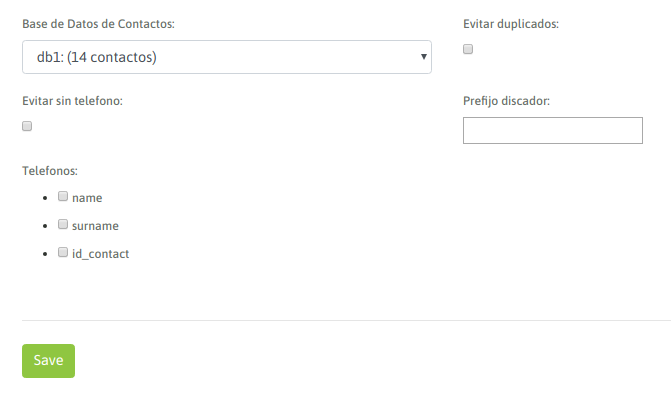 Base de Datos de Contactos:
Evitar duplicados:
db1: (14 contactos)
Evitar sin telefono:
Prefijo discador:
Telefonos:
name
surname
id_contact
Save